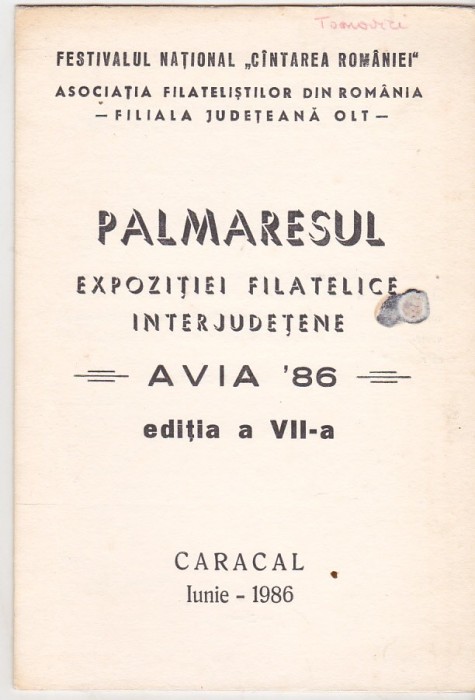 Tomovici
FESTIVALUL NAȚIONAL „CÎNTAREA ROMÂNIEI"
ASOCIAȚIA FILATELIȘTILOR DIN ROMÂNIA
— FILIALA JUDEȚEANĂ OLT —
PALMARESUL
EXPOZIȚIEI FILATELICE
INTERJUDEȚENE
AVIA '86
ediția a VII-a
CARACAL
Iunie - 1986